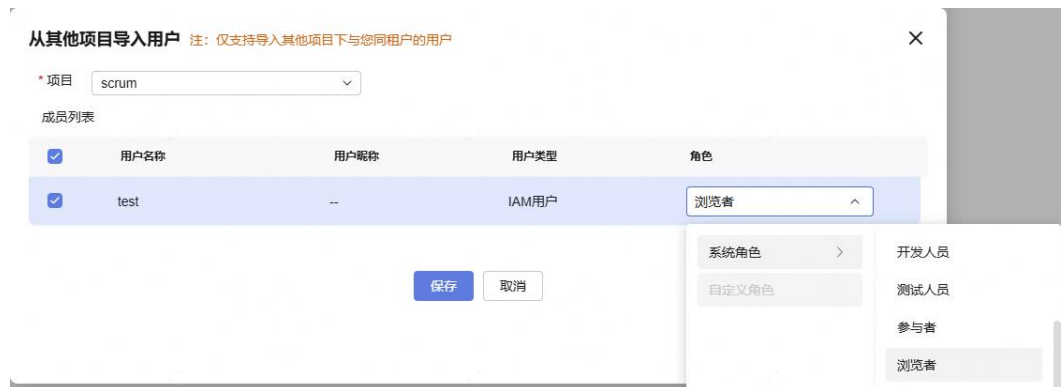 从其他项目导入用户 注：仅支持导入其他项目下与您同租户的用户
* 项目 scrum
成员列表
用户名称 用户昵称 用户类型 角色
test -- IAM用户 浏览者
系统角色 开发人员
自定义角色 测试人员
保存 取消
参与者
浏览者